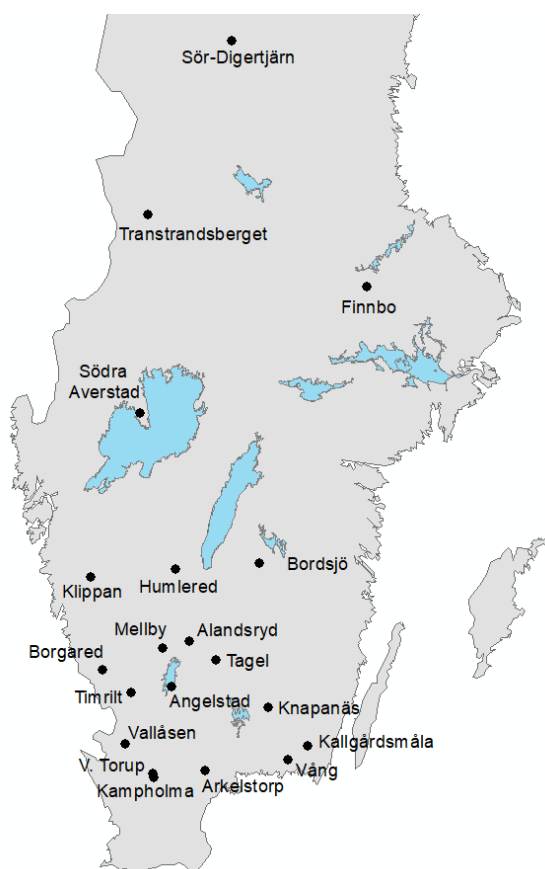 Sör-Digertjärn
Transtrandsberget
Finnbo
Södra
Averstad
Bordsjö
Humlered
Klippan
Alandsryd
Mellby
Borgared
Tagel
Timrilt
Angelstad
Knapanäs
Vallåsen
Kallgårdsmåla
V. Torup
Vång
Kampholma
Arkelstorp